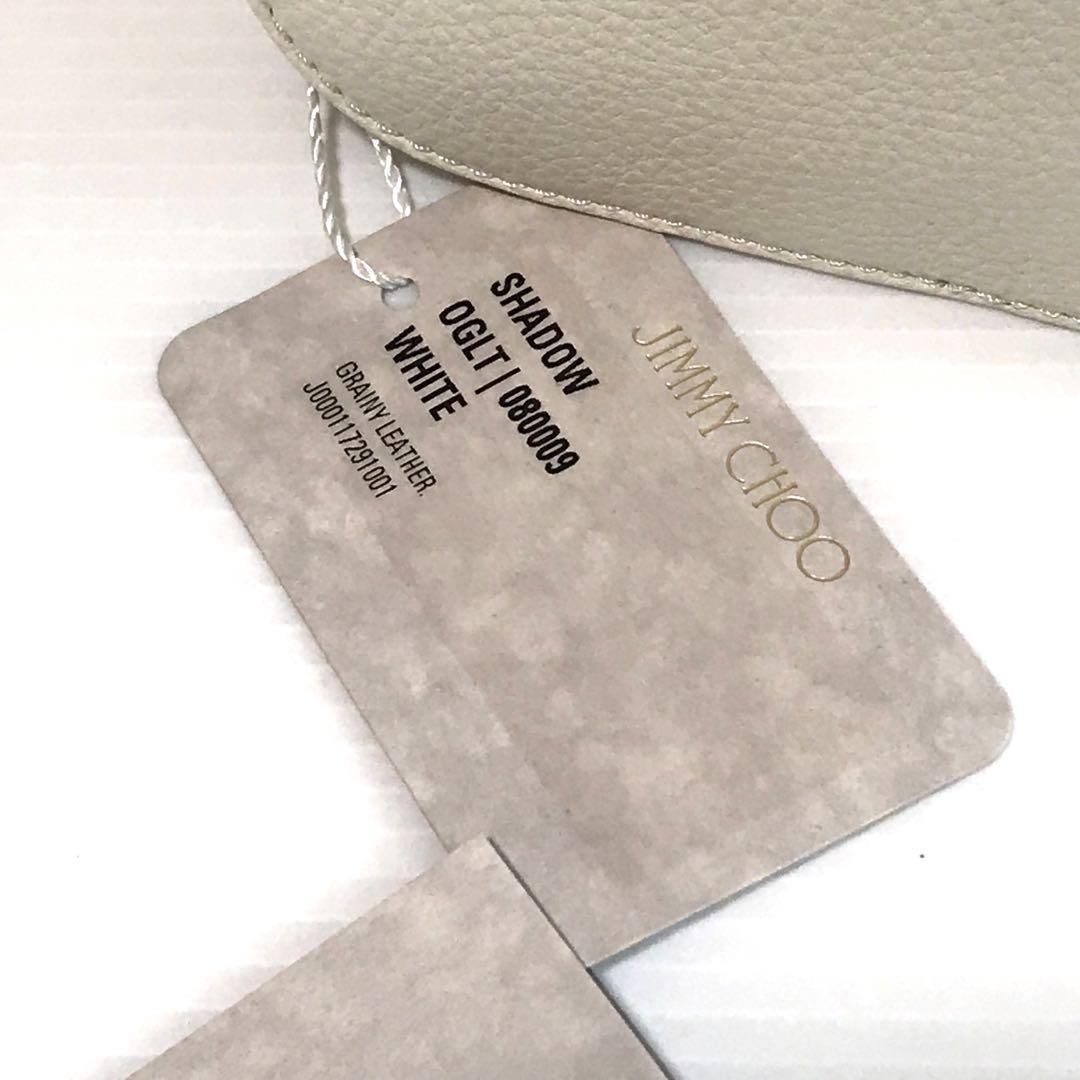 JIMMY CHOO
SHADOW
OGLT | 080009
WHITE
GRAINY LEATHER.
J000117291001